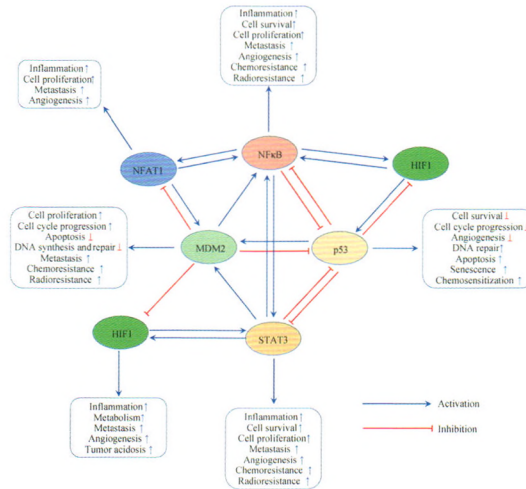 Inflammation↑
Cell survival↑
Cell proliferation↑
Metastasis ↑
Angiogenesis ↑
Chemoresistance ↑
Radioresistance ↑
Inflammation↑
Cell proliferation↑
Metastasis ↑
Angiogenesis ↑
NFAT1
NFκB
HIF1
Cell proliferation↑
Cell cycle progression ↑
Apoptosis ↓
DNA synthesis and repair ↓
Metastasis ↑
Chemoresistance ↑
Radioresistance ↑
MDM2
p53
Cell survival ↓
Cell cycle progression
Angiogenesis ↓
DNA repair↑
Apoptosis ↑
Senescence ↑
Chemosensitization ↑
HIF1
STAT3
Inflammation↑
Metabolism↑
Metastasis ↑
Angiogenesis ↑
Tumor acidosis ↑
Inflammation↑
Cell survival↑
Cell proliferation↑
Metastasis ↑
Angiogenesis ↑
Chemoresistance ↑
Radioresistance ↑
Activation
Inhibition